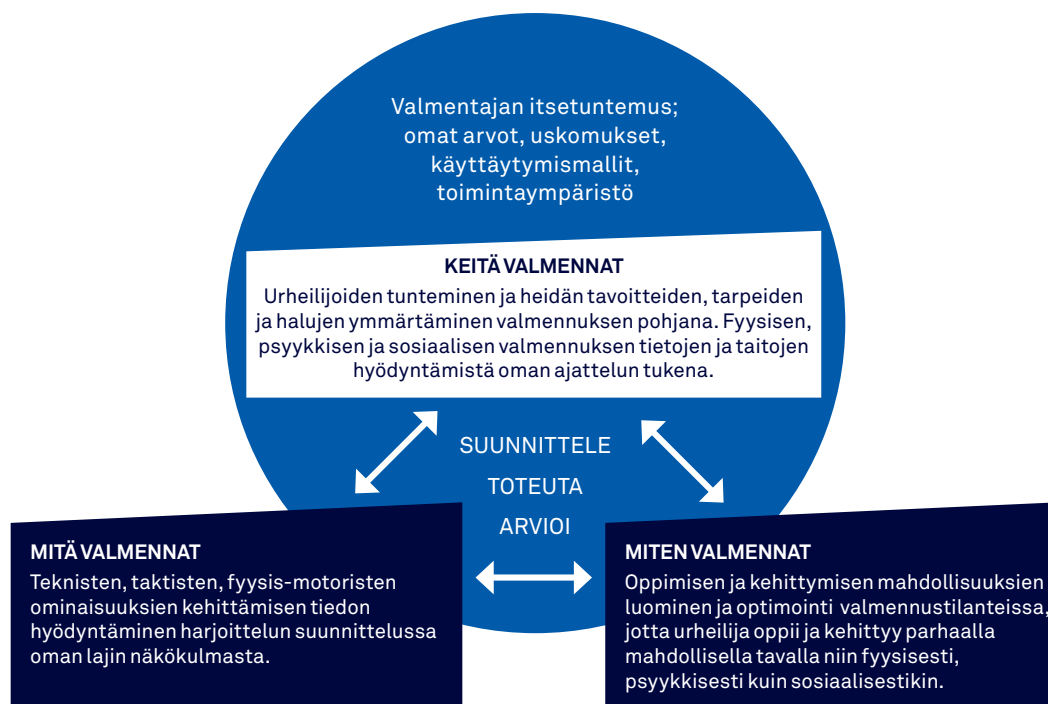 Valmentajan itsetuntemus;
omat arvot, uskomukset,
käyttäytymismallit,
toimintaympäristö
KEITÄ VALMENNAT
Urheilijoiden tunteminen ja heidän tavoitteiden, tarpeiden
ja halujen ymmärtäminen valmennuksen pohjana. Fyysisen,
psyykkisen ja sosiaalisen valmennuksen tietojen ja taitojen
hyödyntämistä oman ajattelun tukena.
SUUNNITTELE
TOTEUTA
ARVIOI
MITÄ VALMENNAT
Teknisten, taktisten, fyysis-motoristen
ominaisuuksien kehittämisen tiedon
hyödyntäminen harjoittelun suunnittelussa
oman lajin näkökulmasta.
MITEN VALMENNAT
Oppimisen ja kehittymisen mahdollisuuksien
luominen ja optimointi valmennustilanteissa,
jotta urheilija oppii ja kehittyy parhaalla
mahdollisella tavalla niin fyysisesti,
psyykkisesti kuin sosiaalisestikin.